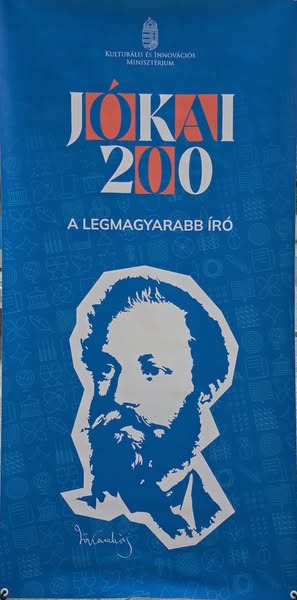 KULTURÁLIS ÉS INNOVÁCIÓS
MINISZTÉRIUM
JÓKAI
200
A LEGMAGYARABB ÍRÓ